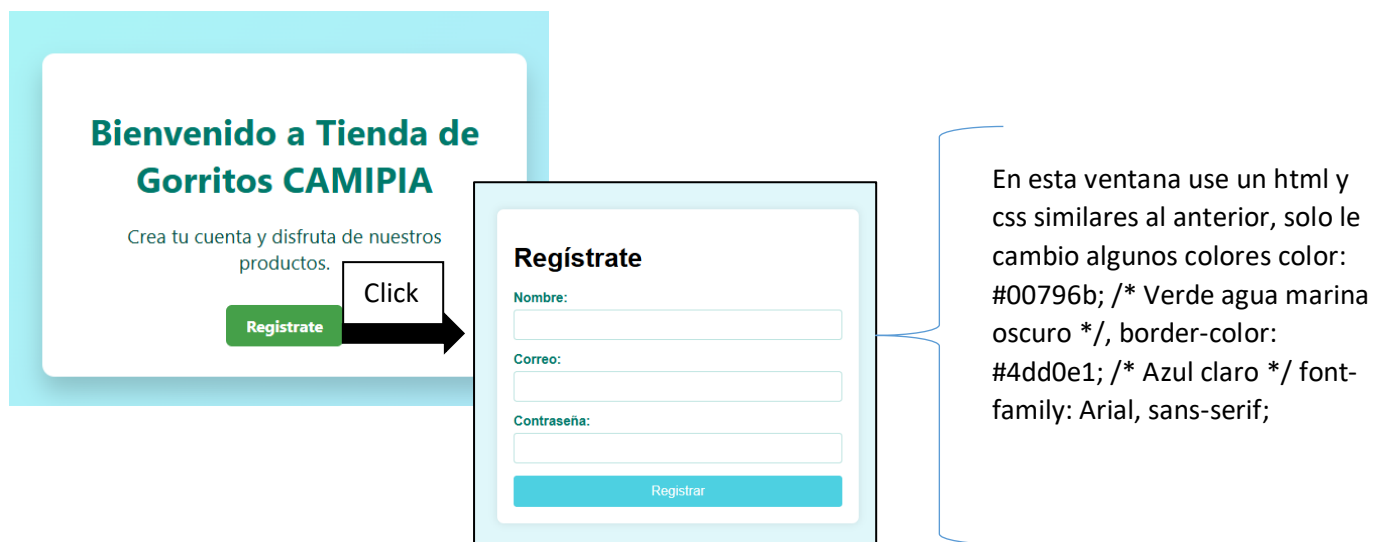 Bienvenido a Tienda de
Gorritos CAMIPIA
Crea tu cuenta y disfruta de nuestros
productos.
Registrate
Click
Regístrate
Nombre:
Correo:
Contraseña:
Registrar
En esta ventana use un html y
css similares al anterior, solo le
cambio algunos colores color:
#00796b; /* Verde agua marina
oscuro */, border-color:
#4dd0e1; /* Azul claro */ font-
family: Arial, sans-serif;